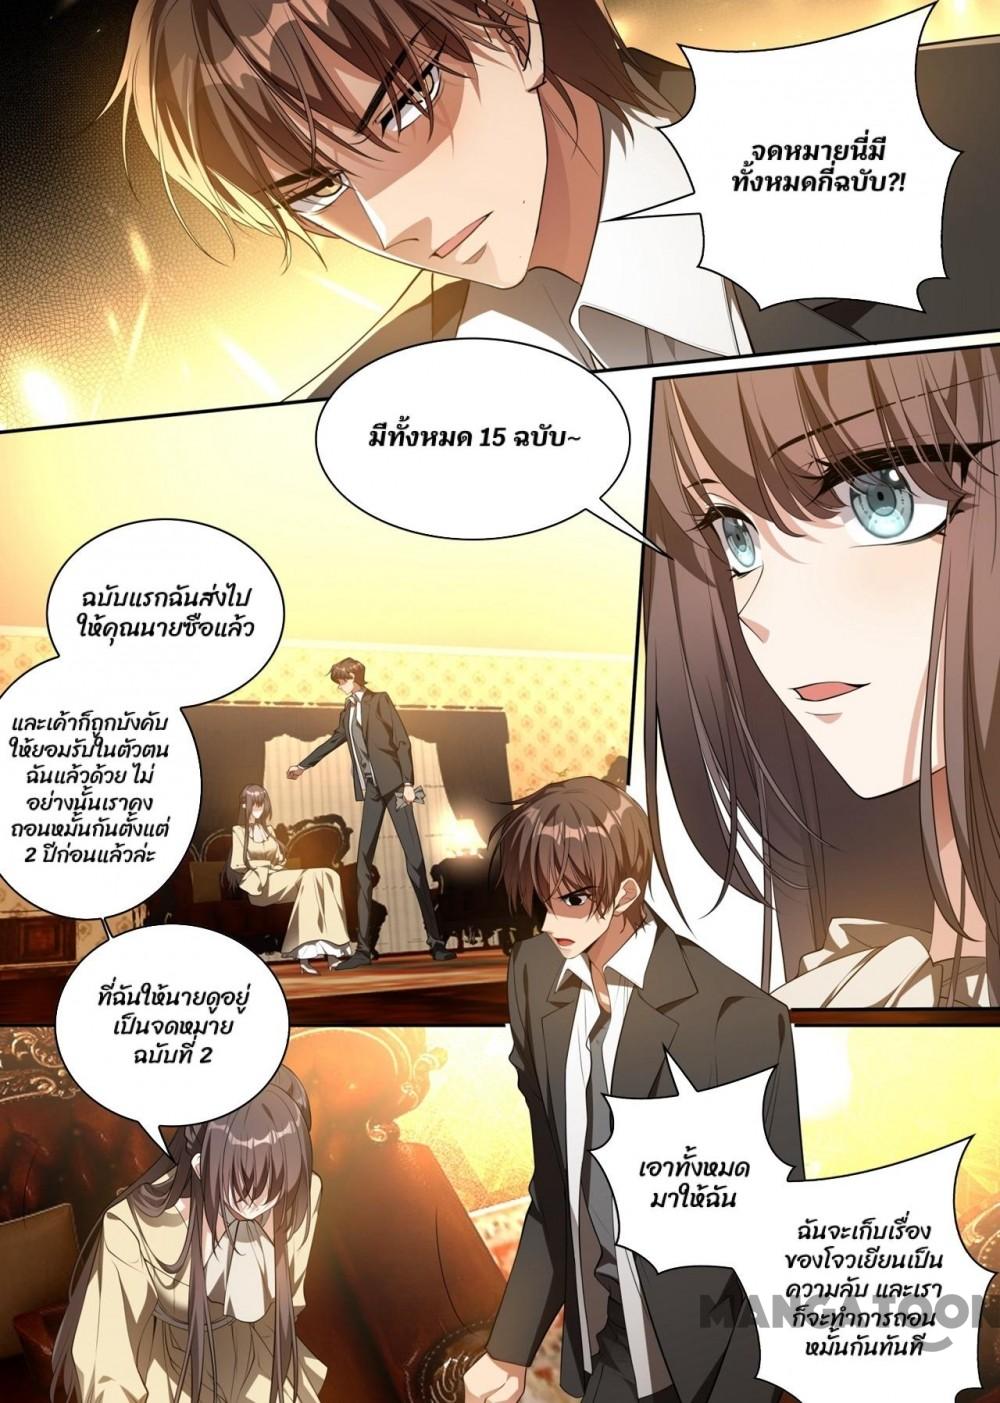 จดหมายนี่มี
ทั้งหมดกี่ฉบับ?!
มีทั้งหมด 15 ฉบับ~
ฉบับแรกฉันส่งไป
ให้คุณนายซือแล้ว
และเค้าก็ถูกบังคับ
ให้ยอมรับในตัวตน
ฉันแล้วด้วย ไม่
อย่างนั้นเราคง
ถอนหมั้นกันตั้งแต่
2 ปีก่อนแล้วล่ะ
ที่ฉันให้นายดูอยู่
เป็นจดหมาย
ฉบับที่ 2
เอาทั้งหมด
มาให้ฉัน
ฉันจะเก็บเรื่อง
ของโจวเยียนเป็น
ความลับ และเรา
ก็จะทำการถอน
หมั้นกันทันที
MANGATOON